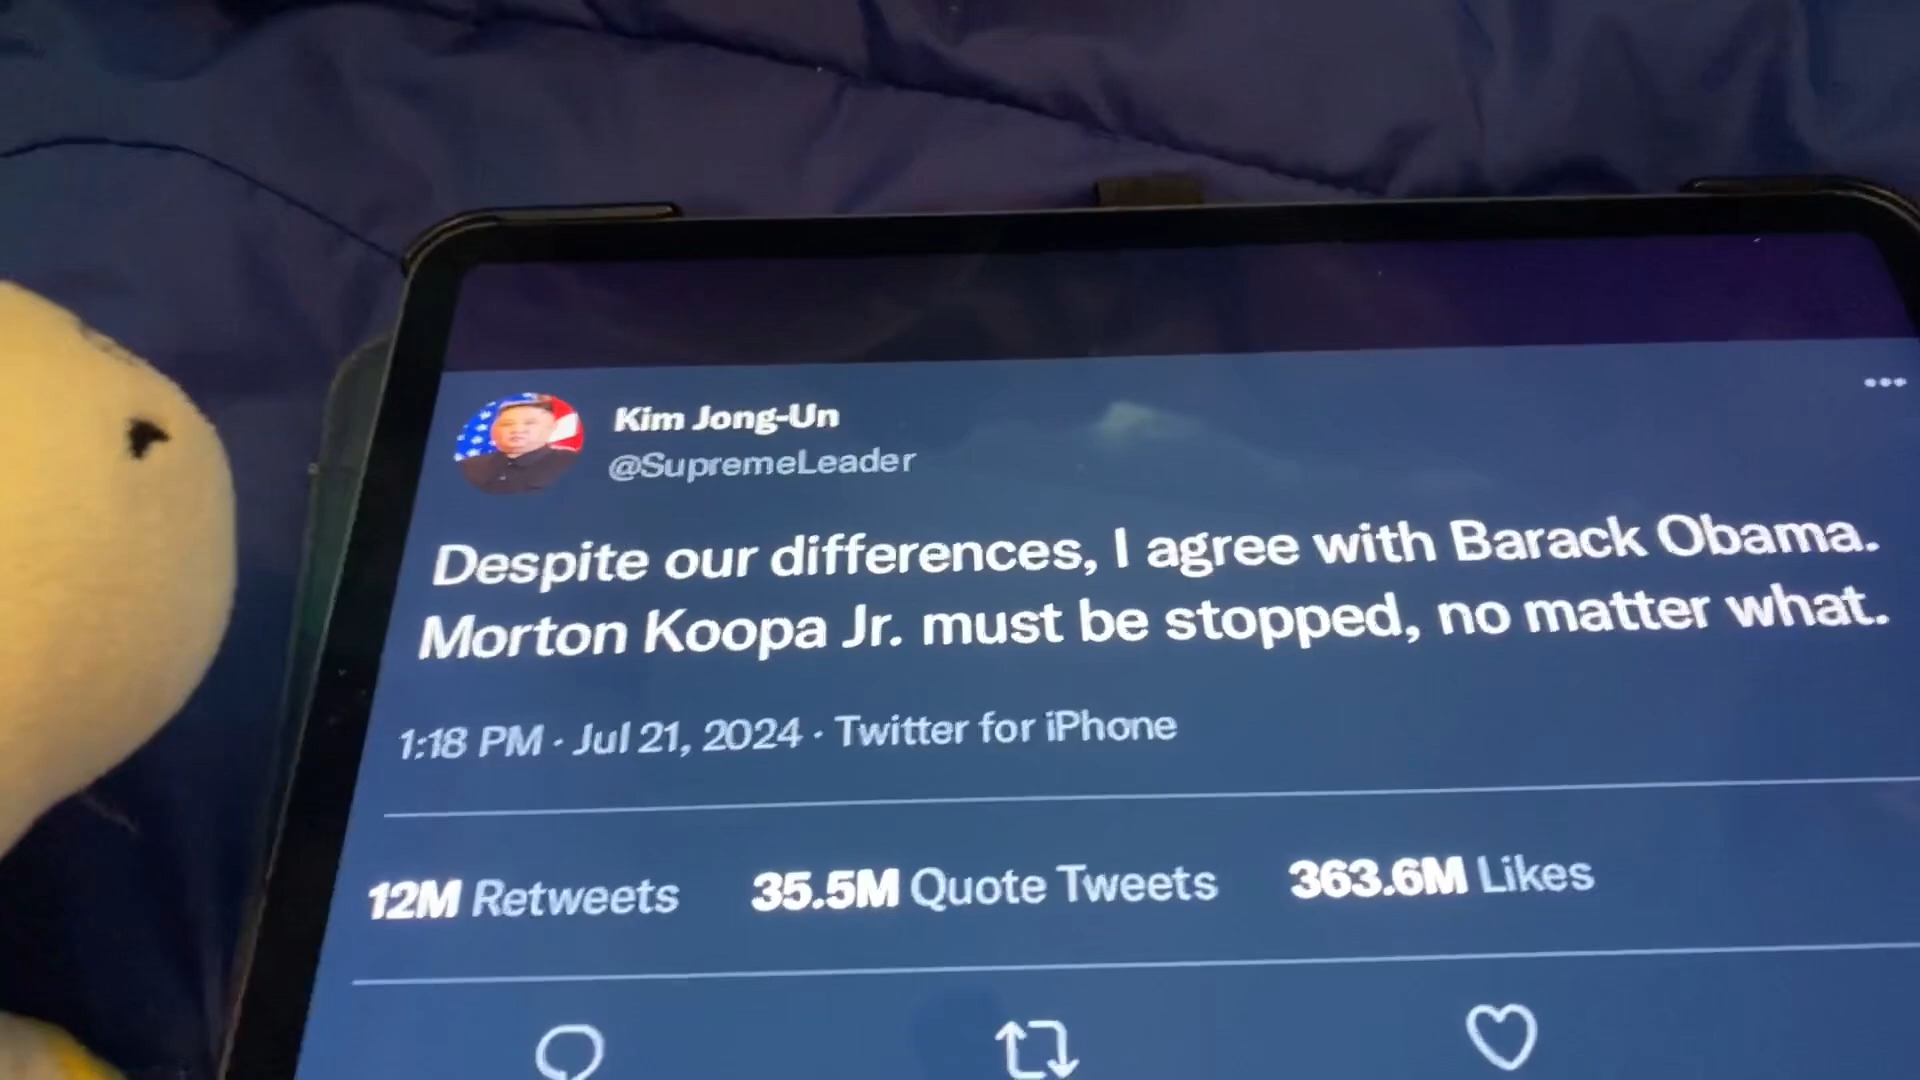 Kim Jong-Un
@SupremeLeader
Despite our differences, I agree with Barack Obama.
Morton Koopa Jr. must be stopped, no matter what.
1:18 PM · Jul 21, 2024 · Twitter for iPhone
12M Retweets 35.5M Quote Tweets 363.6M Likes